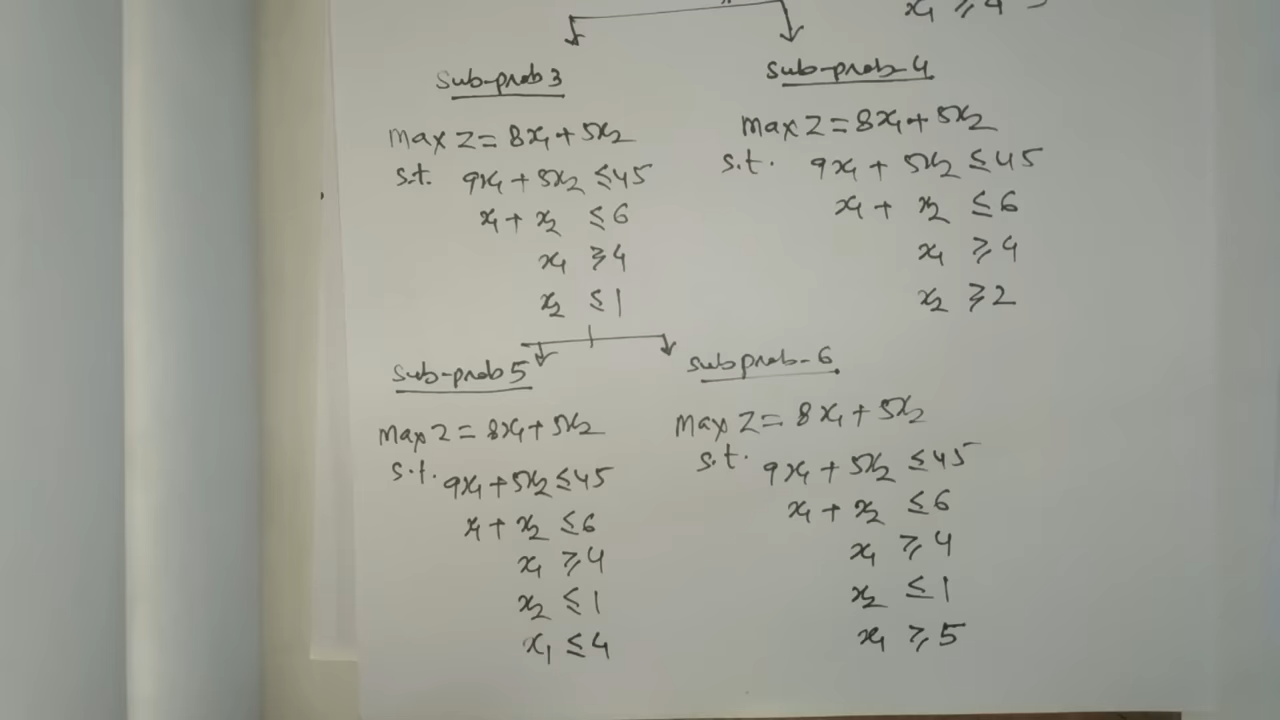 x₁ ≥ 4
sub-prob 3
max z = 8x₁ + 5x₂
s.t. 9x₁ + 5x₂ ≤ 45
x₁ + x₂ ≤ 6
x₁ ≥ 4
x₂ ≤ 1
sub-prob-4
max z = 8x₁ + 5x₂
s.t. 9x₁ + 5x₂ ≤ 45
x₁ + x₂ ≤ 6
x₁ ≥ 4
x₂ ≥ 2
sub-prob 5
max z = 8x₁ + 5x₂
s.t. 9x₁ + 5x₂ ≤ 45
x₁ + x₂ ≤ 6
x₁ ≥ 4
x₂ ≤ 1
x₁ ≤ 4
subprob-6
max z = 8x₁ + 5x₂
s.t. 9x₁ + 5x₂ ≤ 45
x₁ + x₂ ≤ 6
x₁ ≥ 4
x₂ ≤ 1
x₁ ≥ 5